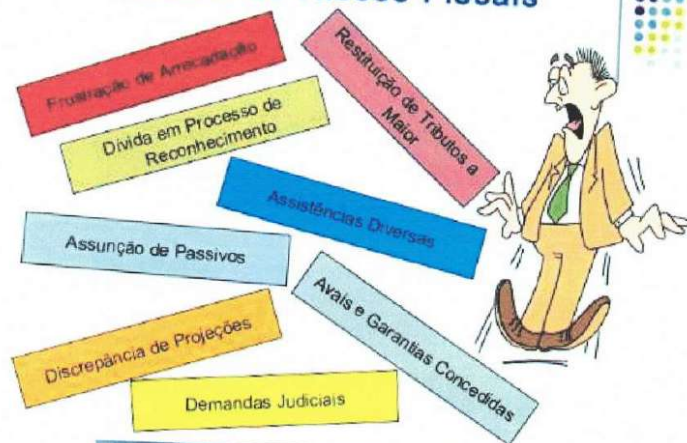 Fiscais
Frustração de Arrecadação
Restituição de Tributos a
Maior
Dívida em Processo de
Reconhecimento
Assistências Diversas
Assunção de Passivos
Avais e Garantias Concedidas
Discrepância de Projeções
Demandas Judiciais